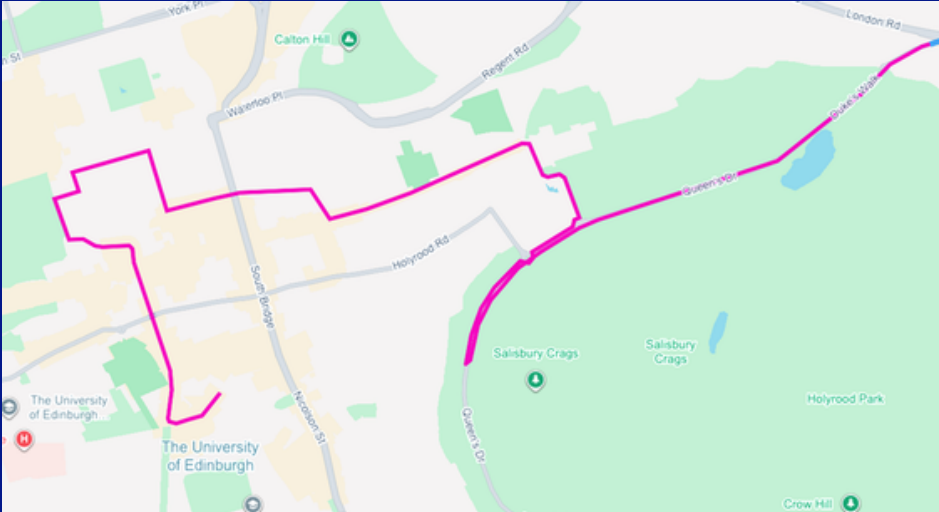 York Pl
London Rd
Calton Hill
n St
Regent Rd
Waterloo Pl
Duke's Walk
Queen's Dr
Holyrood Rd
South Bridge
Salisbury Crags
Salisbury
Crags
The University
of Edinburgh...
Nicolson St
Queen's Dr
Holyrood Park
e
H
The University
of Edinburgh
Crow Hill